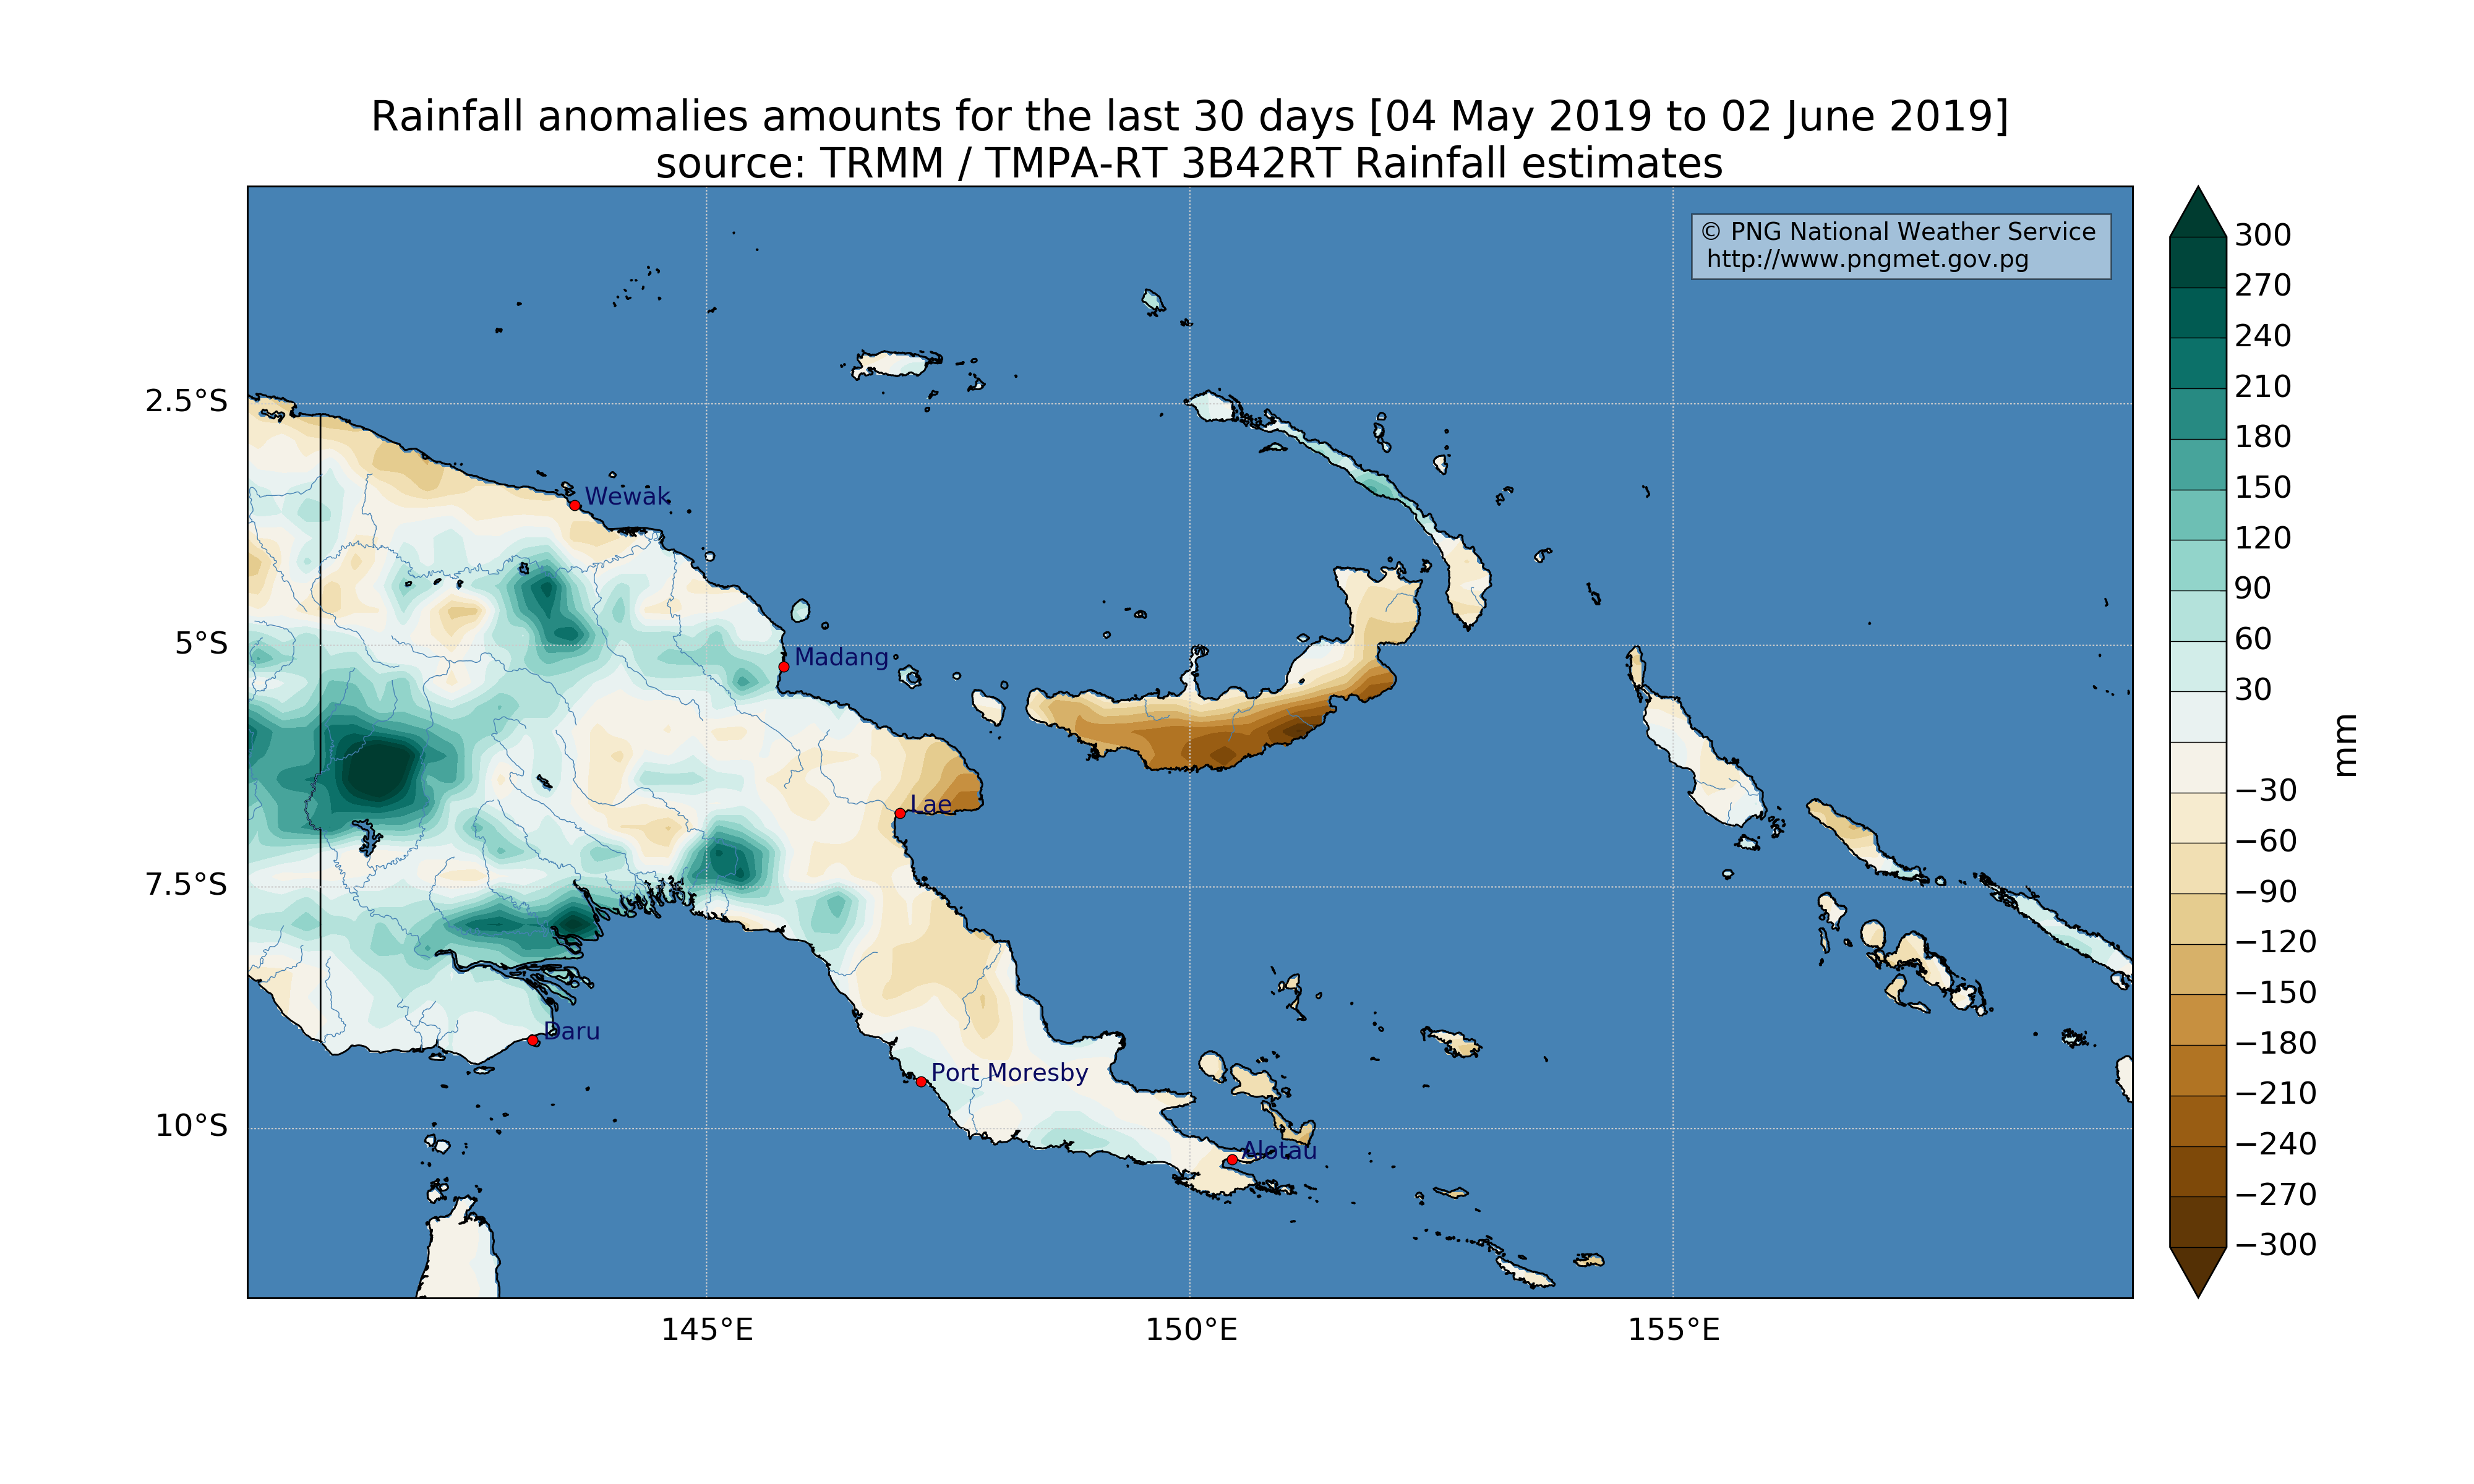 Rainfall anomalies amounts for the last 30 days [04 May 2019 to 02 June 2019]
source: TRMM / TMPA-RT 3B42RT Rainfall estimates
© PNG National Weather Service
http://www.pngmet.gov.pg
2.5°S
5°S
7.5°S
10°S
Wewak
Madang
Lae
Daru
Port Moresby
Alotau
145°E
150°E
155°E
300
270
240
210
180
150
120
90
60
30
−30
−60
−90
−120
−150
−180
−210
−240
−270
−300
mm